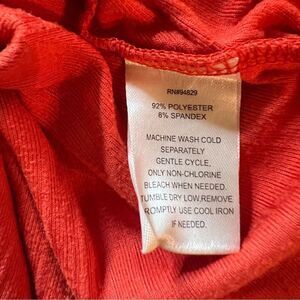 RN#94829
92% POLYESTER
8% SPANDEX
MACHINE WASH COLD
SEPARATELY
GENTLE CYCLE,
ONLY NON-CHLORINE
BLEACH WHEN NEEDED.
TUMBLE DRY LOW,REMOVE
PROMPTLY USE COOL IRON
IF NEEDED.